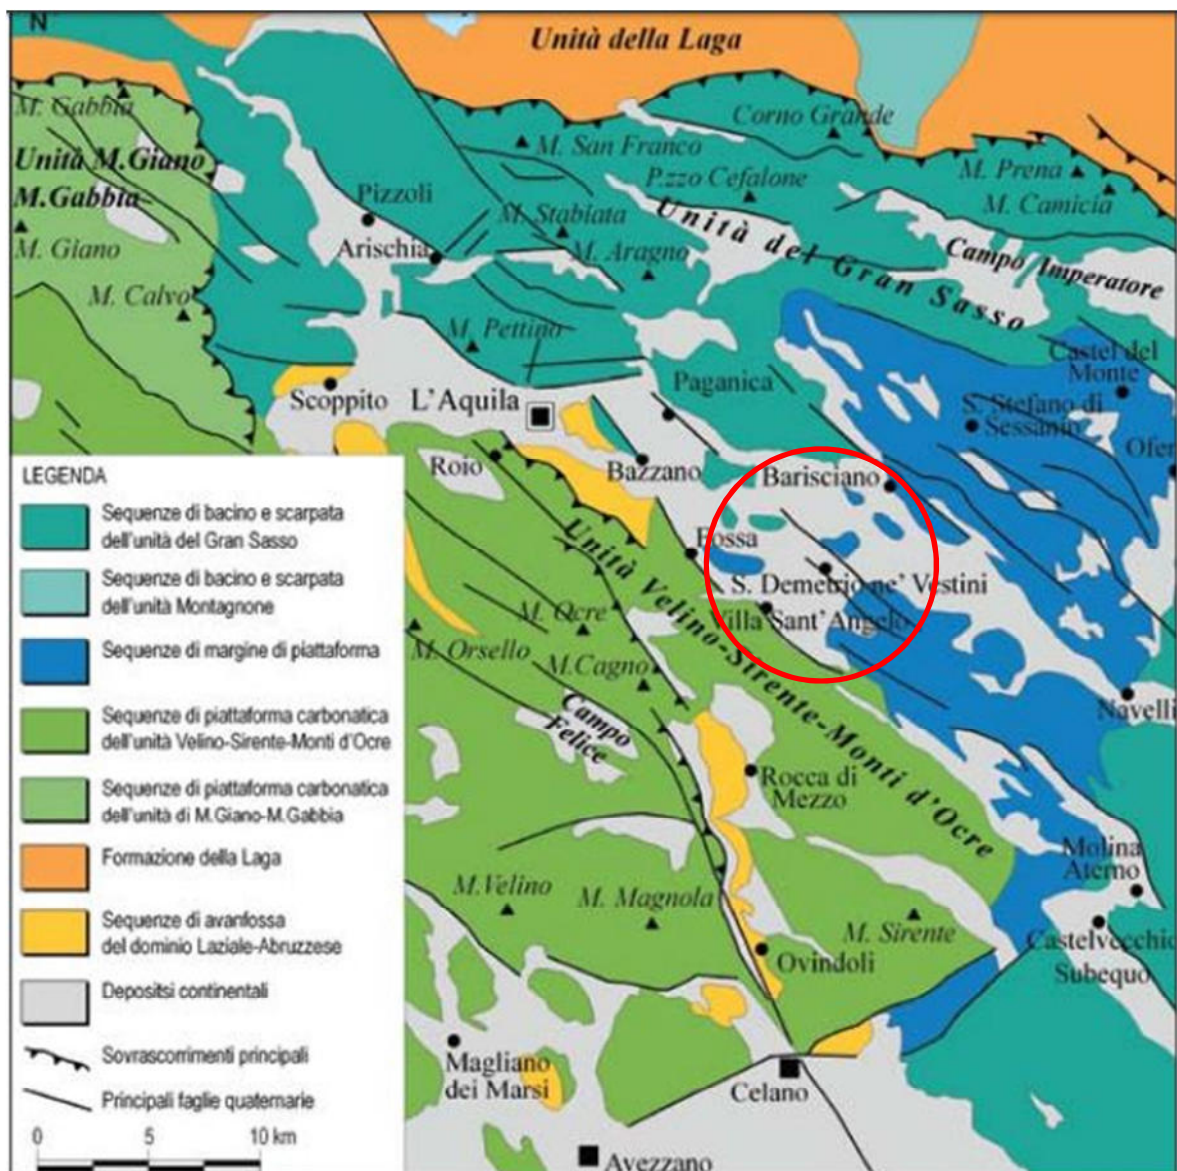 N
Unità della Laga
M. Gabbia
Corno Grande
M. San Franco
Unità M.Giano
M.Gabbia
M. Prena
P.zzo Cefalone
Pizzoli
M. Camicia
M. Stabiata
Unità del Gran Sasso
M. Giano
Arischia
M. Aragno
Campo Imperatore
M. Calvo
M. Pettino
Castel del
Monte
Paganica
Scoppito
L'Aquila
S. Stefano di
Sessanio
Ofer
Roio
Bazzano
Barisciano
LEGENDA
Sequenze di bacino e scarpata
dell'unità del Gran Sasso
Sequenze di bacino e scarpata
dell'unità Montagnone
Sequenze di margine di piattaforma
Sequenze di piattaforma carbonatica
dell'unità Velino-Sirente-Monti d'Ocre
Sequenze di piattaforma carbonatica
dell'unità di M.Giano-M.Gabbia
Formazione della Laga
Sequenze di avanfossa
del dominio Laziale-Abruzzese
Depositsi continentali
Sovrascorrimenti principali
Principali faglie quaternarie
0 5 10 km
Fossa
Unità Velino-Sirente-Monti d'Ocre
S. Demetrio ne' Vestini
Villa Sant'Angelo
M. Ocre
M. Orsello
M.Cagno
Campo
Felice
Navelli
Rocca di
Mezzo
Molina
Aterno
M.Velino
M. Magnola
M. Sirente
Castelvecchio
Subequo
Ovindoli
Magliano
dei Marsi
Celano
Avezzano